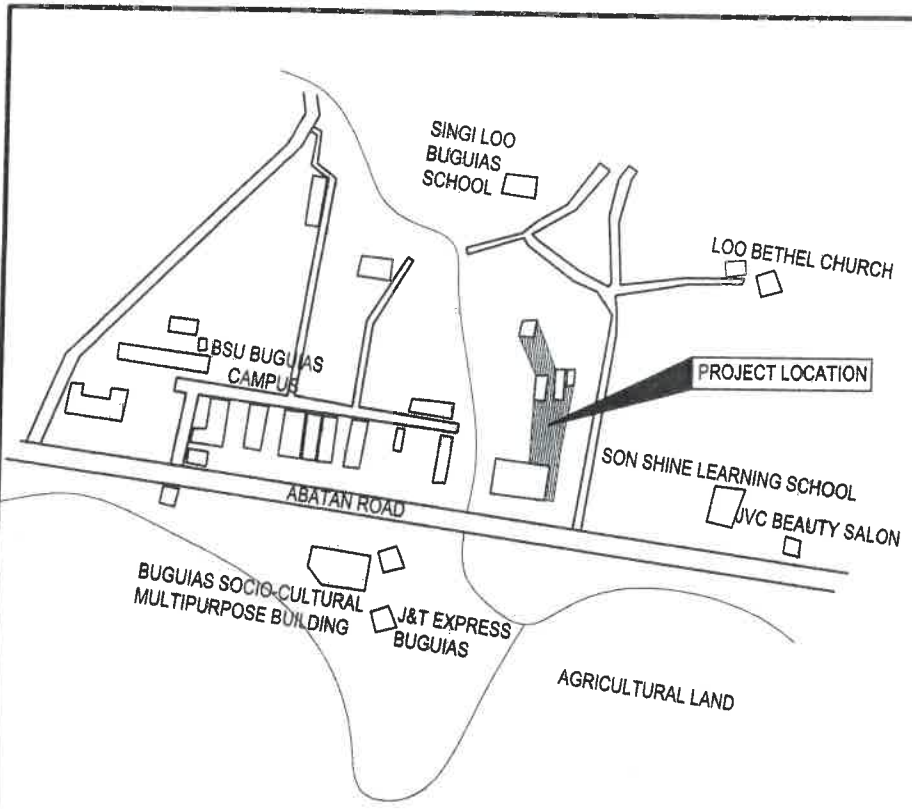 SINGI LOO
BUGUIAS
SCHOOL
LOO BETHEL CHURCH
BSU BUGUIAS
CAMPUS
PROJECT LOCATION
SON SHINE LEARNING SCHOOL
JVC BEAUTY SALON
ABATAN ROAD
BUGUIAS SOCIO-CULTURAL
MULTIPURPOSE BUILDING
J&T EXPRESS
BUGUIAS
AGRICULTURAL LAND